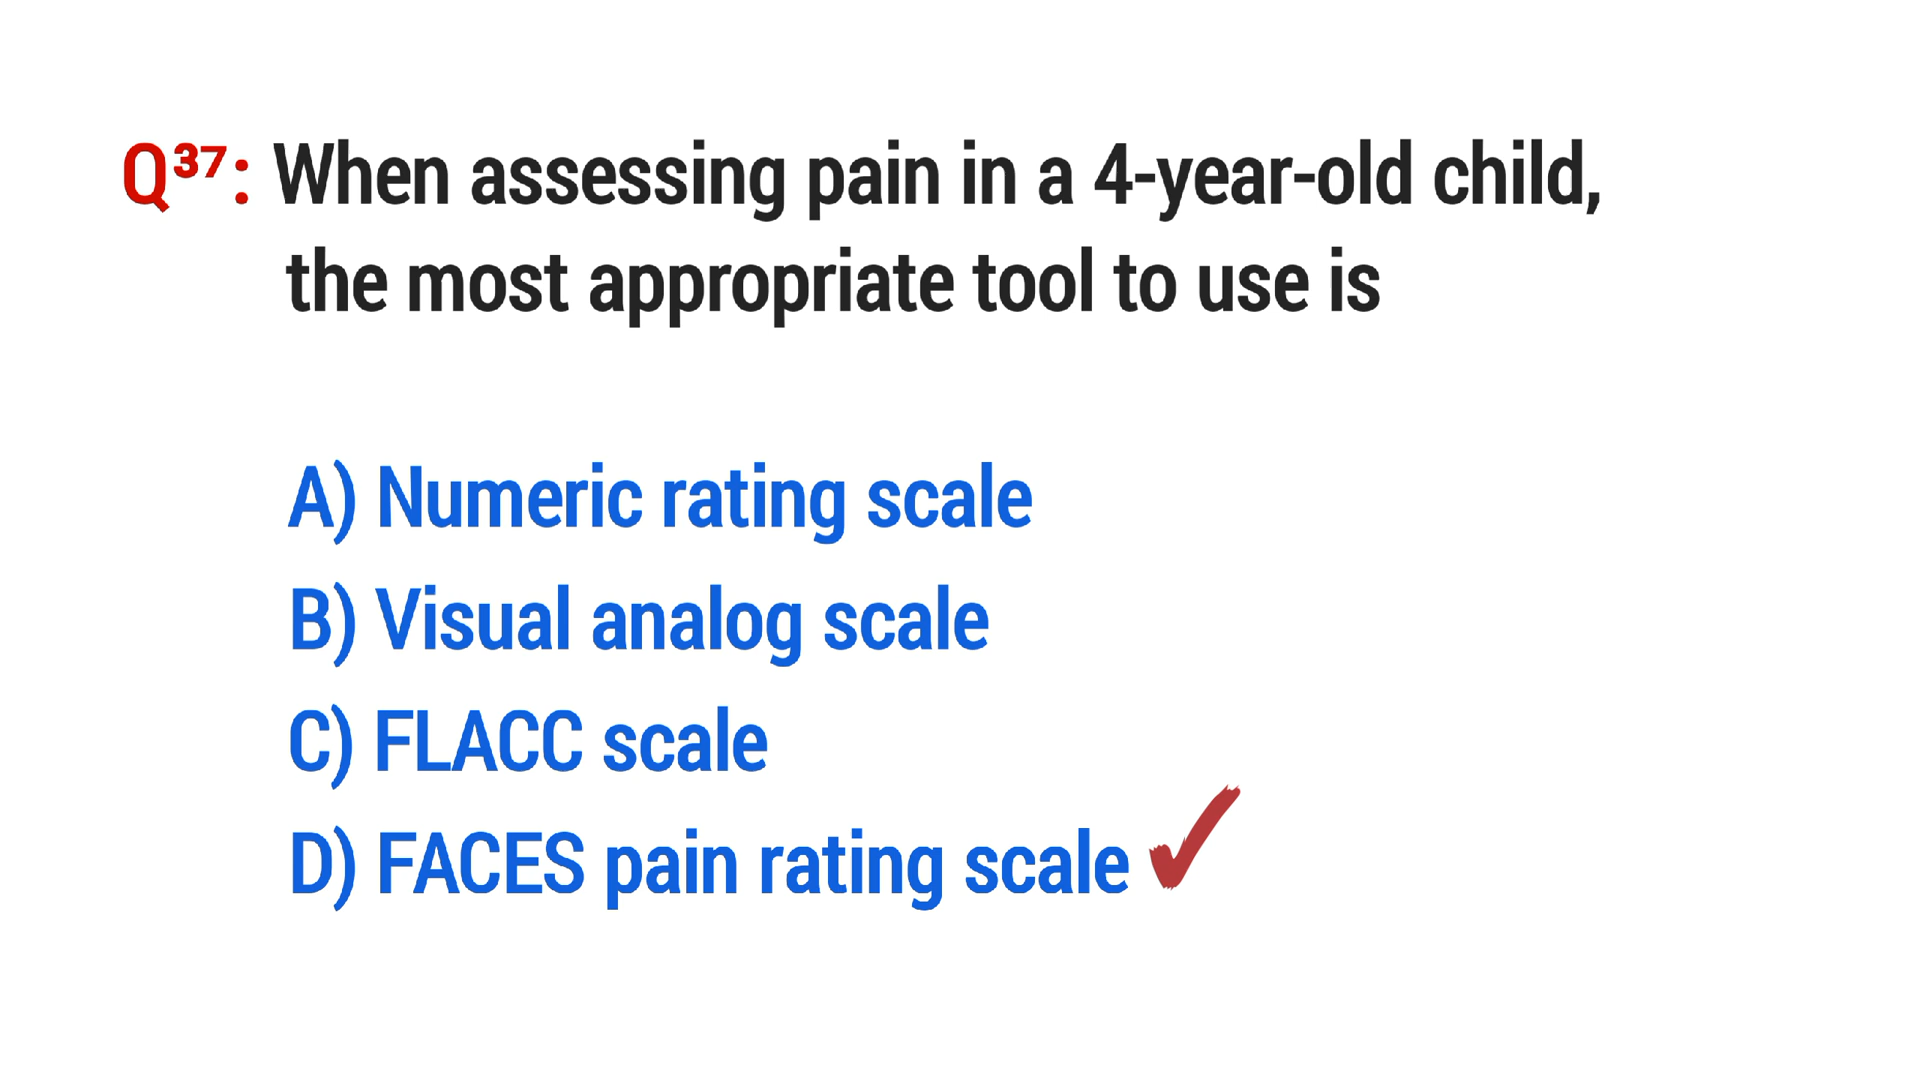 Q³⁷: When assessing pain in a 4-year-old child,
the most appropriate tool to use is
A) Numeric rating scale
B) Visual analog scale
C) FLACC scale
D) FACES pain rating scale